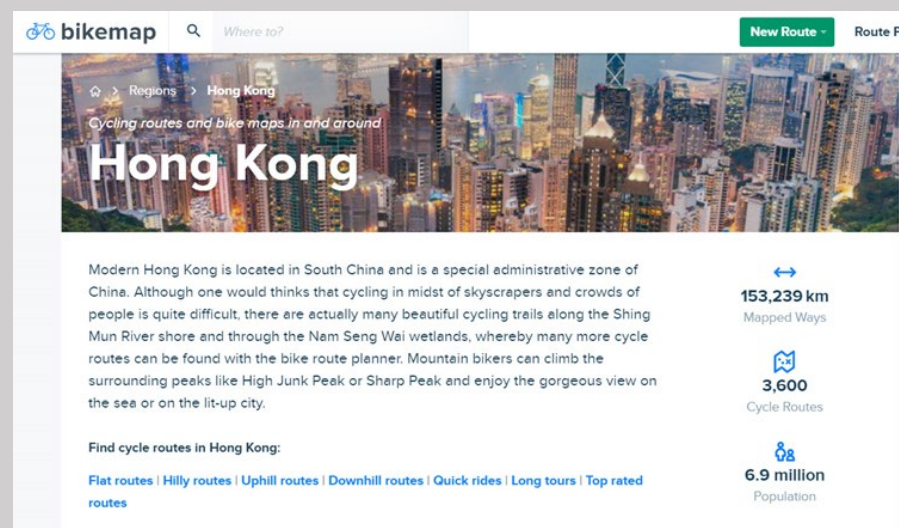 bikemap
Where to?
New Route
Route
Regions > Hong Kong
Cycling routes and bike maps in and around
Hong Kong
Modern Hong Kong is located in South China and is a special administrative zone of
China. Although one would thinks that cycling in midst of skyscrapers and crowds of
people is quite difficult, there are actually many beautiful cycling trails along the Shing
Mun River shore and through the Nam Seng Wai wetlands, whereby many more cycle
routes can be found with the bike route planner. Mountain bikers can climb the
surrounding peaks like High Junk Peak or Sharp Peak and enjoy the gorgeous view on
the sea or on the lit-up city.
153,239 km
Mapped Ways
3,600
Cycle Routes
6.9 million
Population
Find cycle routes in Hong Kong:
Flat routes | Hilly routes | Uphill routes | Downhill routes | Quick rides | Long tours | Top rated
routes